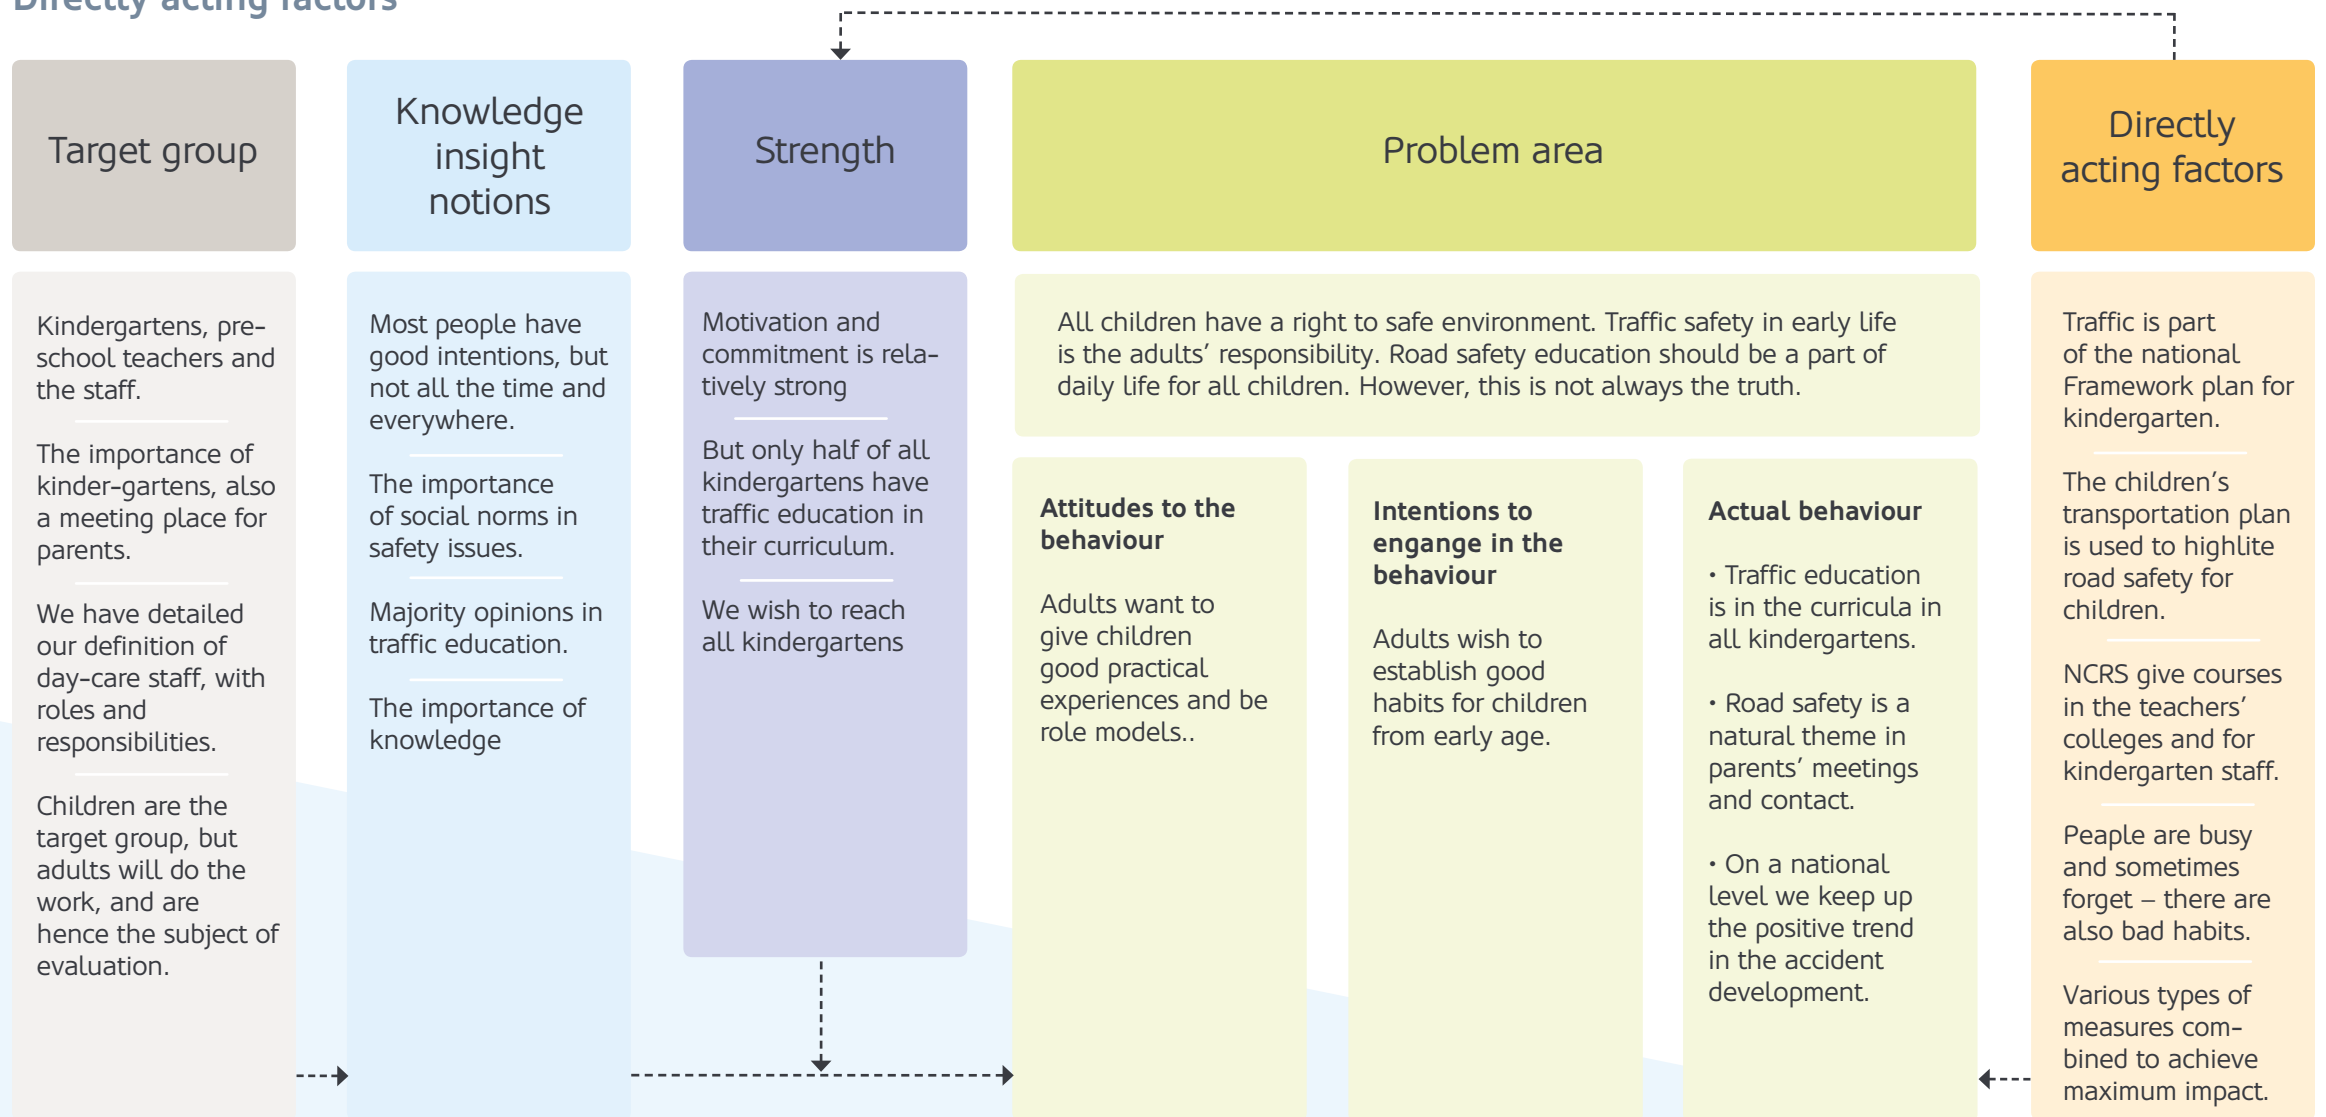 Directly acting factors
Target group
Knowledge
insight
notions
Strength
Problem area
Directly
acting factors
Kindergartens, pre-
school teachers and
the staff.
The importance of
kinder-gartens, also
a meeting place for
parents.
We have detailed
our definition of
day-care staff, with
roles and
responsibilities.
Children are the
target group, but
adults will do the
work, and are
hence the subject of
evaluation.
Most people have
good intentions, but
not all the time and
everywhere.
The importance
of social norms in
safety issues.
Majority opinions in
traffic education.
The importance of
knowledge
Motivation and
commitment is rela-
tively strong
But only half of all
kindergartens have
traffic education in
their curriculum.
We wish to reach
all kindergartens
All children have a right to safe environment. Traffic safety in early life
is the adults’ responsibility. Road safety education should be a part of
daily life for all children. However, this is not always the truth.
Attitudes to the
behaviour
Adults want to
give children
good practical
experiences and be
role models..
Intentions to
engange in the
behaviour
Adults wish to
establish good
habits for children
from early age.
Actual behaviour
• Traffic education
is in the curricula in
all kindergartens.
• Road safety is a
natural theme in
parents’ meetings
and contact.
• On a national
level we keep up
the positive trend
in the accident
development.
Traffic is part
of the national
Framework plan for
kindergarten.
The children’s
transportation plan
is used to highlite
road safety for
children.
NCRS give courses
in the teachers’
colleges and for
kindergarten staff.
Peaple are busy
and sometimes
forget – there are
also bad habits.
Various types of
measures com-
bined to achieve
maximum impact.